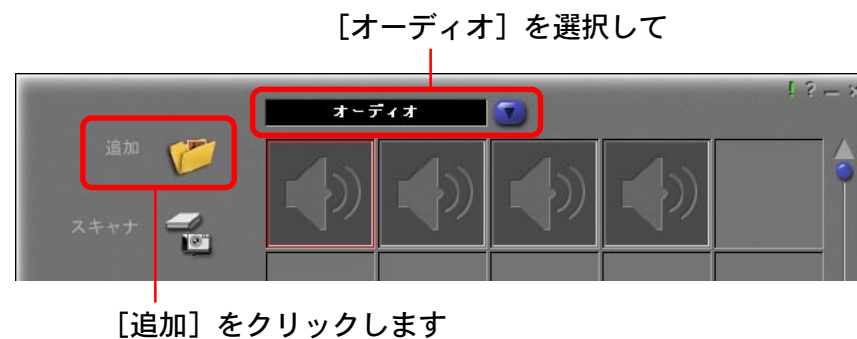 ［オーディオ］を選択して
オーディオ
! ? – ×
追加
スキャナ
［追加］をクリックします